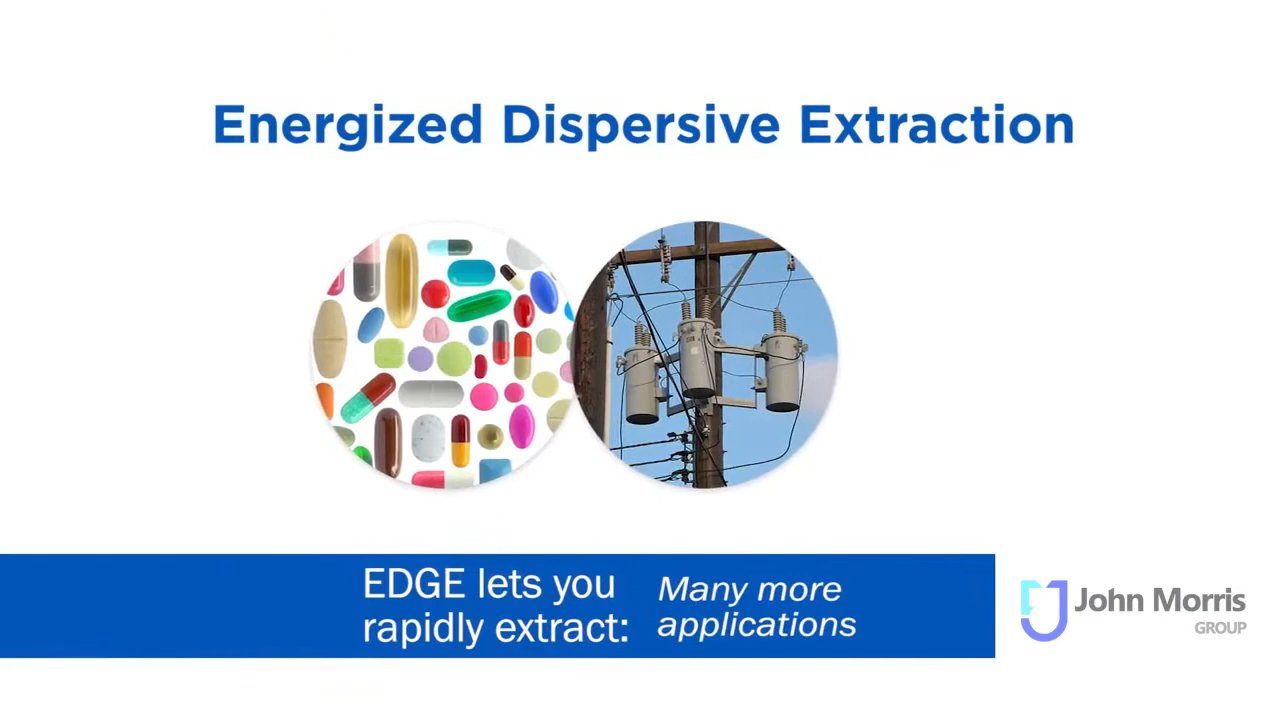 Energized Dispersive Extraction
EDGE lets you
rapidly extract:
Many more
applications
John Morris
GROUP